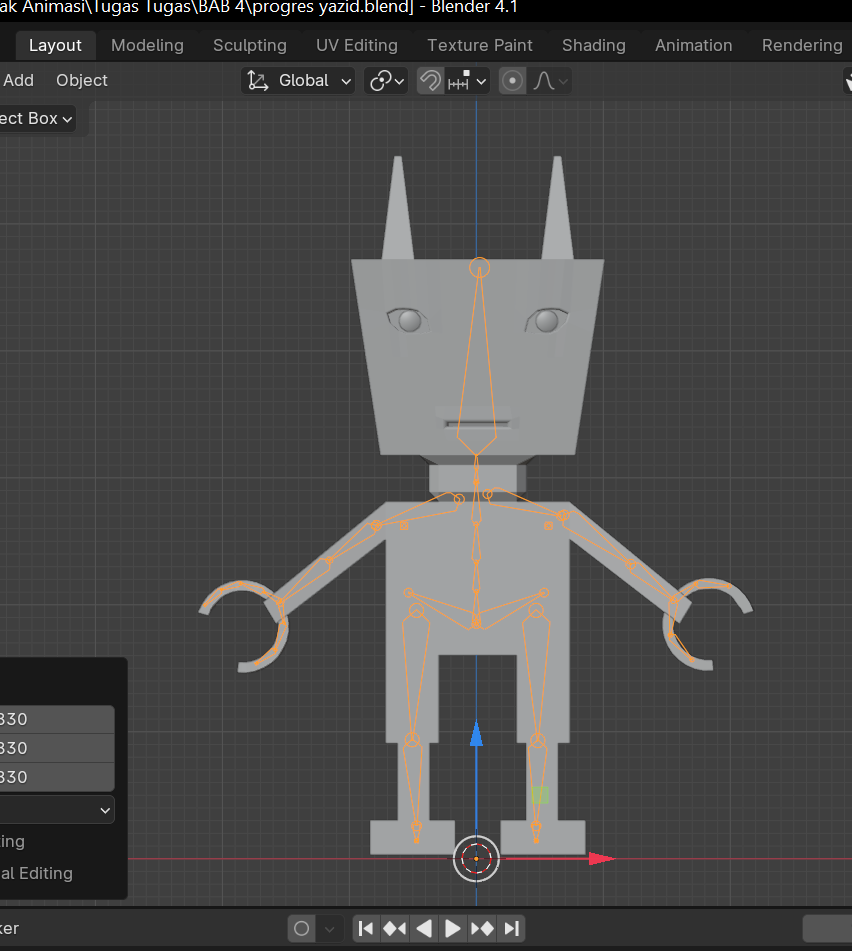 ak Animasi\Tugas Tugas\BAB 4\progres yazid.blend] - Blender 4.1
Layout Modeling Sculpting UV Editing Texture Paint Shading Animation Rendering
Add Object Global
ect Box
830
830
830
ing
al Editing
ker